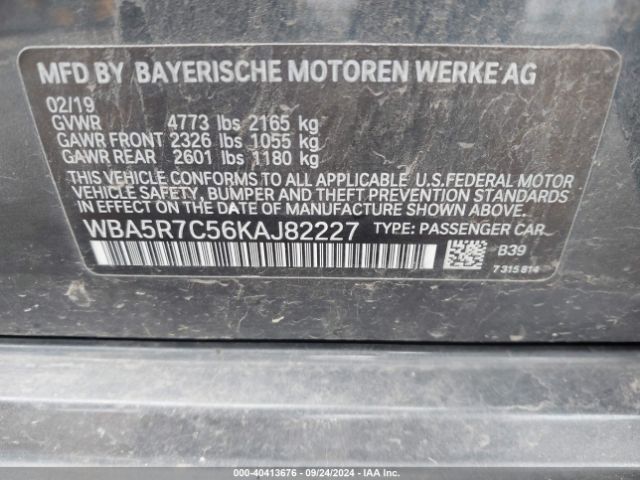 MFD BY BAYERISCHE MOTOREN WERKE AG
02/19
GVWR 4773 lbs 2165 kg
GAWR FRONT 2326 lbs 1055 kg
GAWR REAR 2601 lbs 1180 kg
THIS VEHICLE CONFORMS TO ALL APPLICABLE U.S.FEDERAL MOTOR
VEHICLE SAFETY, BUMPER AND THEFT PREVENTION STANDARDS
IN EFFECT ON THE DATE OF MANUFACTURE SHOWN ABOVE.
WBA5R7C56KAJ82227 TYPE: PASSENGER CAR
B39
7 315 814
000-40413676 - 09/24/2024 - IAA Inc.